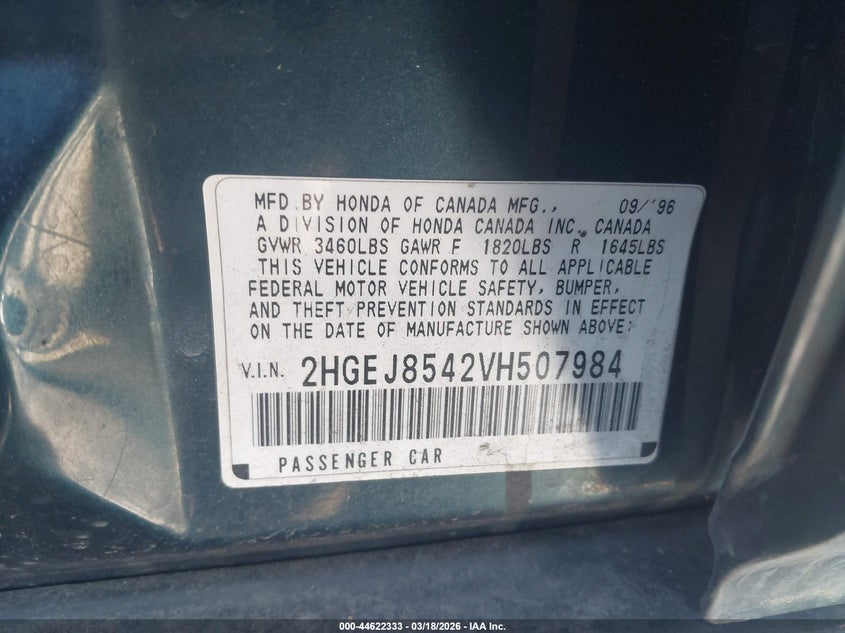 MFD.BY HONDA OF CANADA MFG., 09/'96
A DIVISION OF HONDA CANADA INC. CANADA
GVWR 3460LBS GAWR F 1820LBS R 1645LBS
THIS VEHICLE CONFORMS TO ALL APPLICABLE
FEDERAL MOTOR VEHICLE SAFETY, BUMPER,
AND THEFT PREVENTION STANDARDS IN EFFECT
ON THE DATE OF MANUFACTURE SHOWN ABOVE:
V.I.N. 2HGEJ8542VH507984
PASSENGER CAR
000-44622333 — 03/18/2026 — IAA Inc.